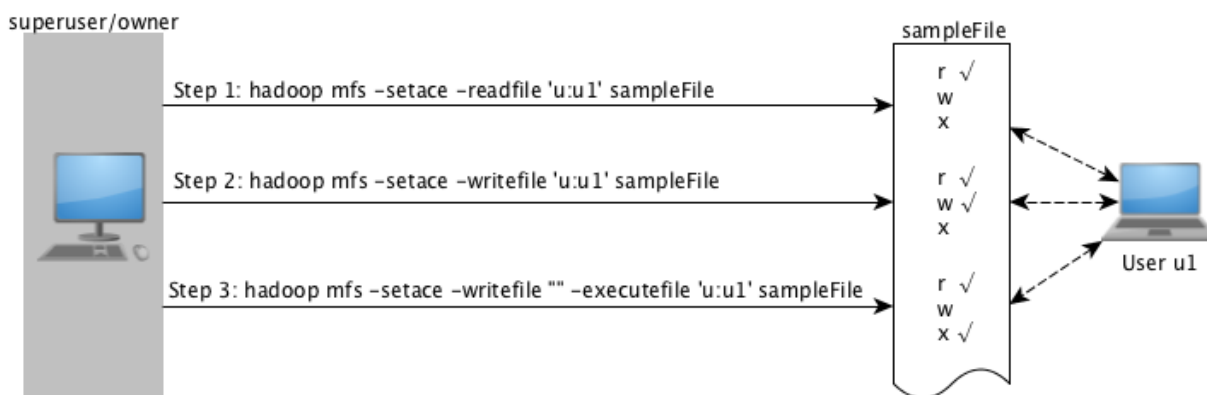 superuser/owner
sampleFile
Step 1: hadoop mfs -setace -readfile 'u:u1' sampleFile
r √
w
x
Step 2: hadoop mfs -setace -writefile 'u:u1' sampleFile
r √
w √
x
User u1
Step 3: hadoop mfs -setace -writefile "" -executefile 'u:u1' sampleFile
r √
w
x √